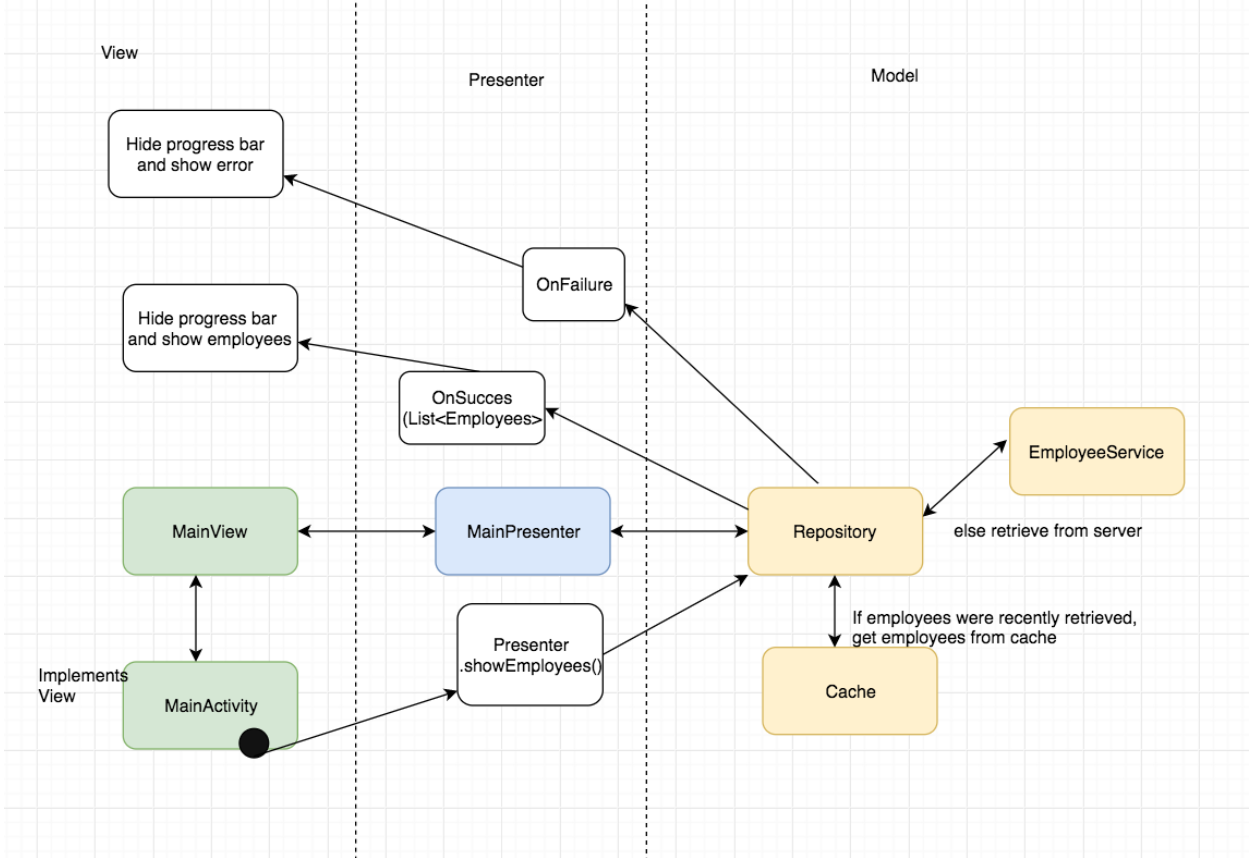 View
Presenter
Model
Hide progress bar
and show error
OnFailure
Hide progress bar
and show employees
OnSucces
(List<Employees>
EmployeeService
MainView
MainPresenter
Repository
else retrieve from server
If employees were recently retrieved,
get employees from cache
Presenter
.showEmployees()
Implements
View
MainActivity
Cache